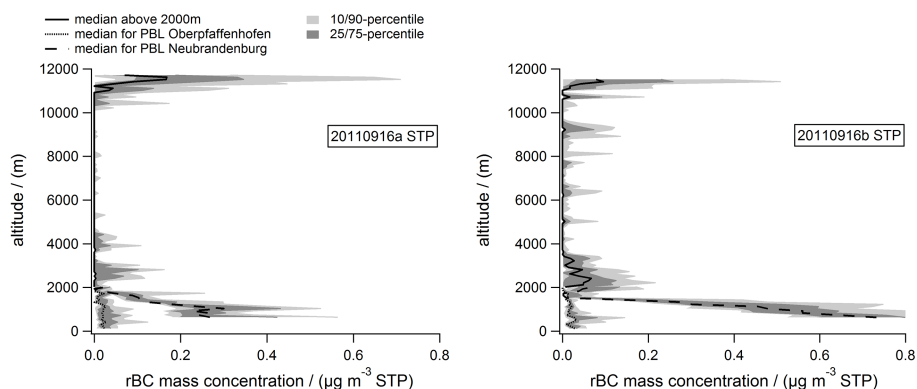 median above 2000m
median for PBL Oberpfaffenhofen
median for PBL Neubrandenburg
10/90-percentile
25/75-percentile
12000
10000
8000
6000
4000
2000
0
altitude / (m)
20110916a STP
0.0 0.2 0.4 0.6 0.8
rBC mass concentration / (µg m⁻³ STP)
12000
10000
8000
6000
4000
2000
0
altitude / (m)
20110916b STP
0.0 0.2 0.4 0.6 0.8
rBC mass concentration / (µg m⁻³ STP)